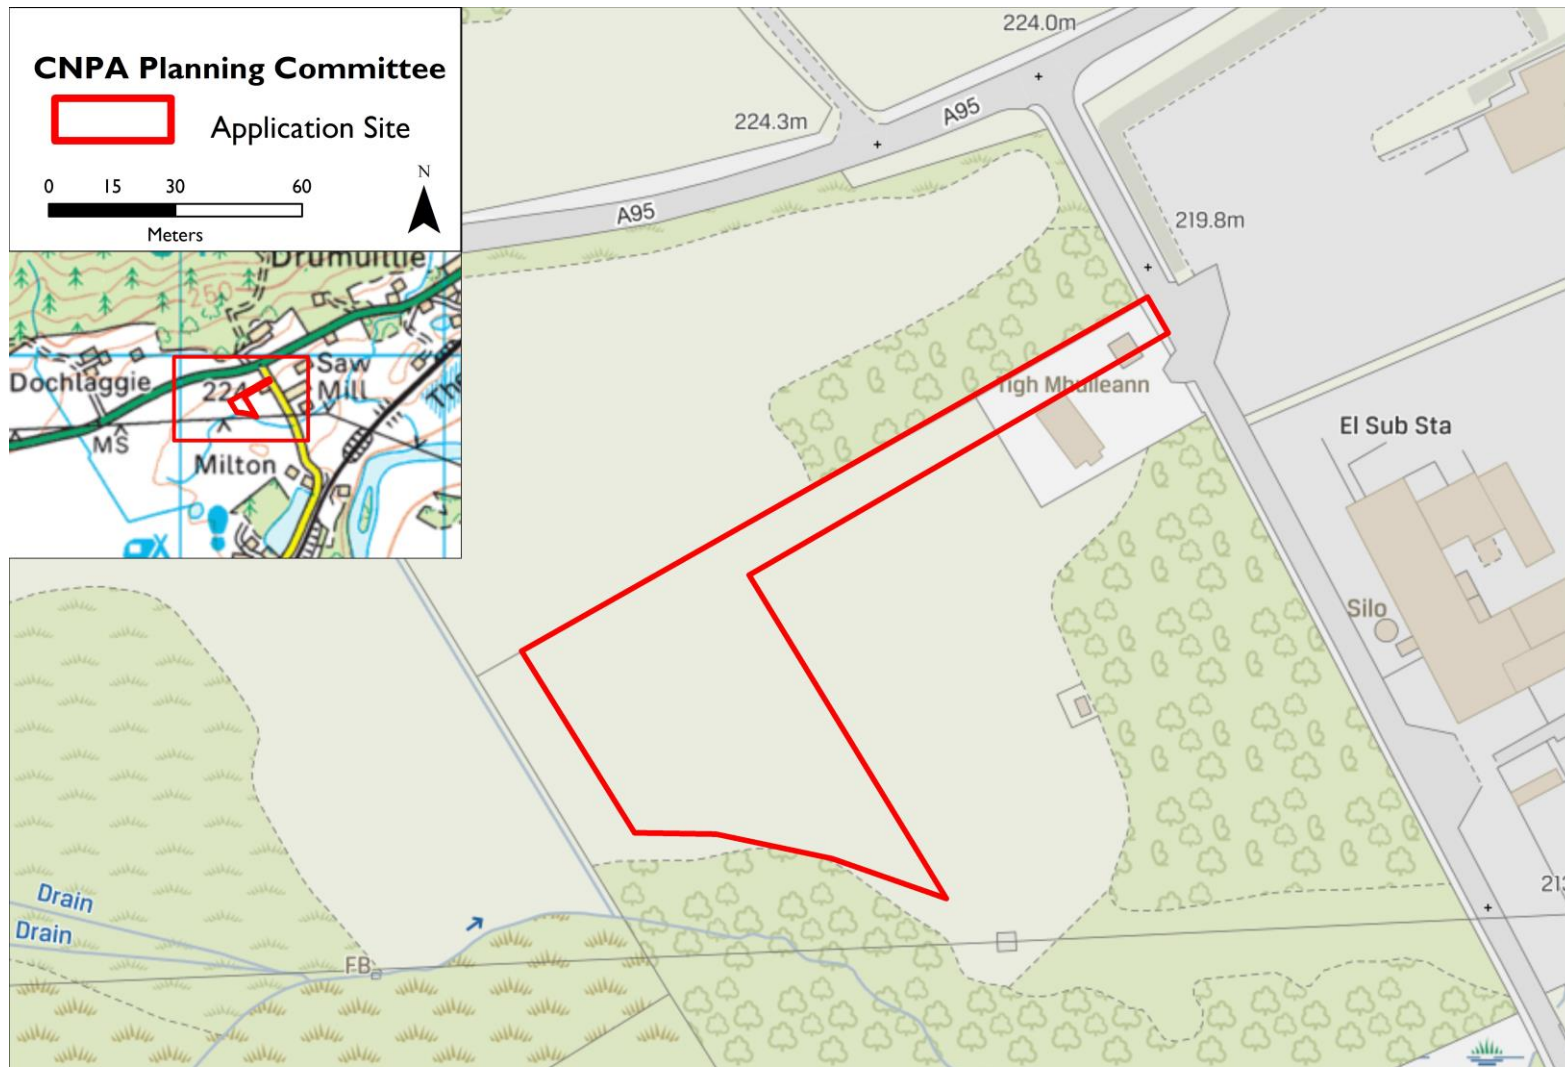 CNPA Planning Committee
Application Site
0 15 30 60
Meters
N
224.0m
A95
224.3m
A95
219.8m
Tigh Mhuileann
El Sub Sta
Silo
Drain
Drain
FB
250
Dochlaggie
224
Saw
Mill
MS
Milton